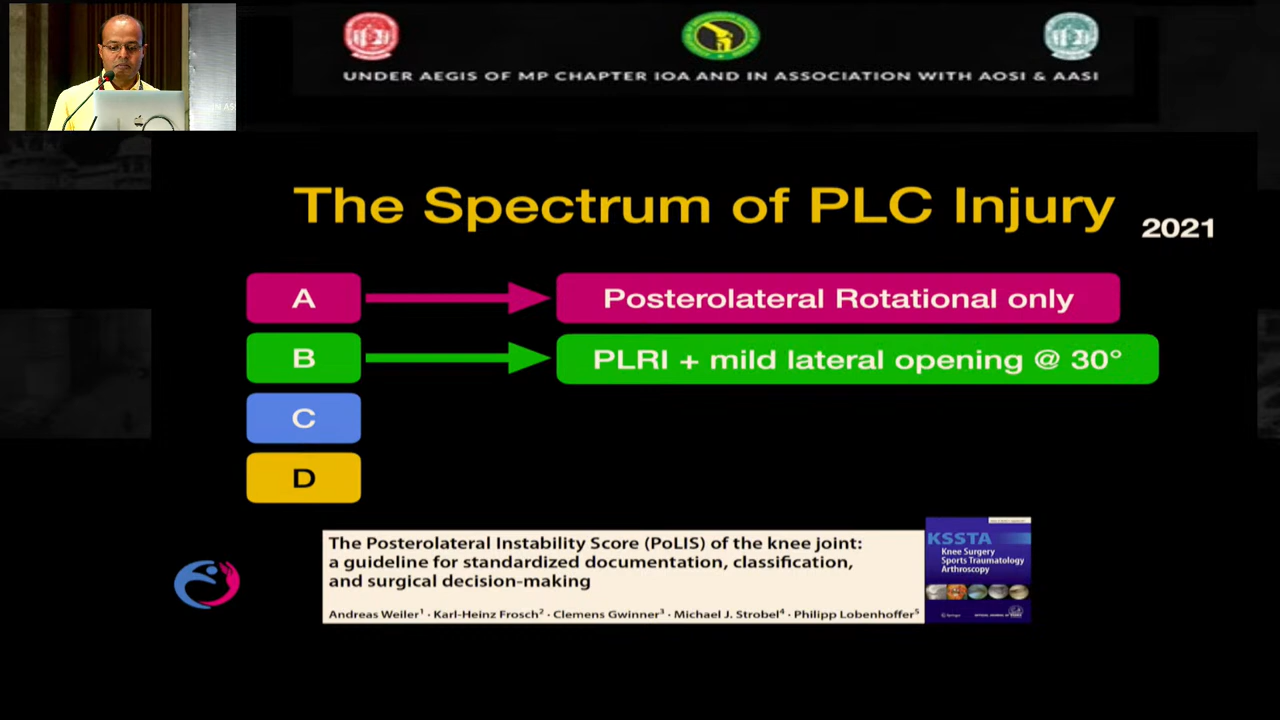 UNDER AEGIS OF MP CHAPTER IOA AND IN ASSOCIATION WITH AOSI & AASI
The Spectrum of PLC Injury 2021
A Posterolateral Rotational only
B PLRI + mild lateral opening @ 30°
C
D
The Posterolateral Instability Score (PoLIS) of the knee joint:
a guideline for standardized documentation, classification,
and surgical decision-making
Andreas Weiler¹ · Karl-Heinz Frosch² · Clemens Gwinner³ · Michael J. Strobel⁴ · Philipp Lobenhoffer⁵
KSSTA
Knee Surgery
Sports Traumatology
Arthroscopy
Springer